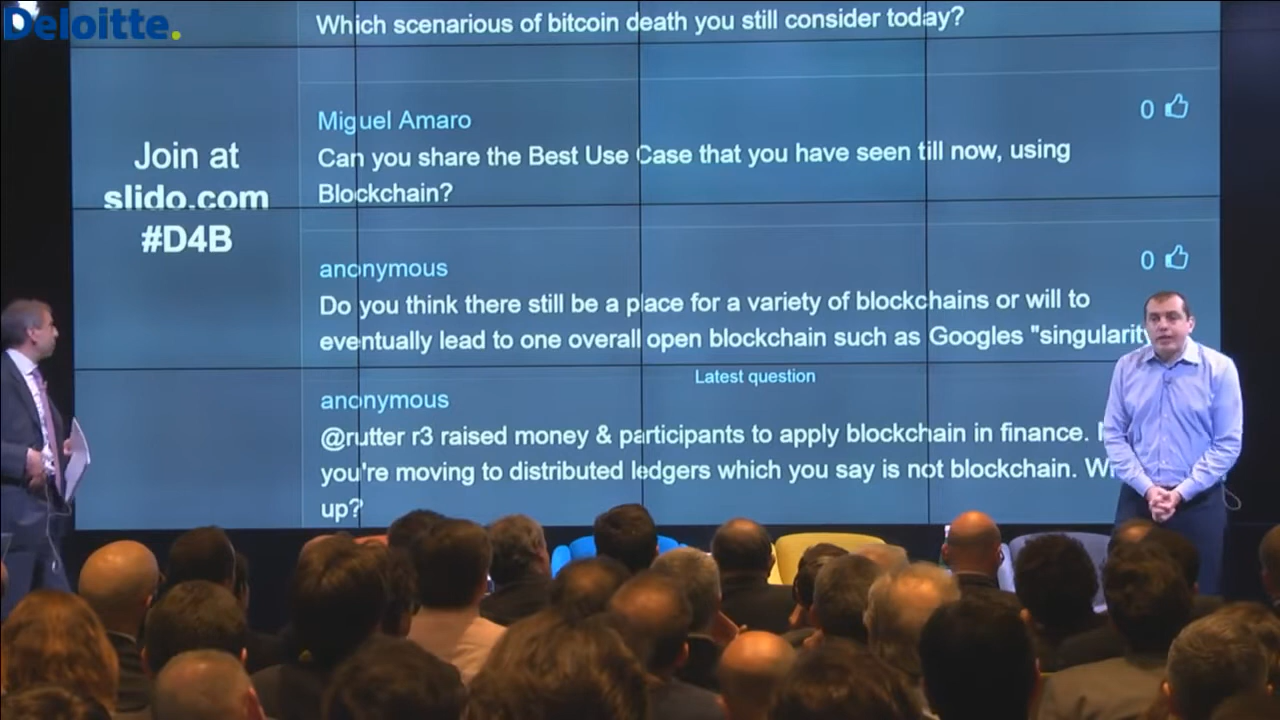 Deloitte.
Which scenarious of bitcoin death you still consider today?
Join at
slido.com
#D4B
Miguel Amaro
0
Can you share the Best Use Case that you have seen till now, using
Blockchain?
anonymous
0
Do you think there still be a place for a variety of blockchains or will to
eventually lead to one overall open blockchain such as Googles "singularity
Latest question
anonymous
@rutter r3 raised money & participants to apply blockchain in finance.
you're moving to distributed ledgers which you say is not blockchain.
up?